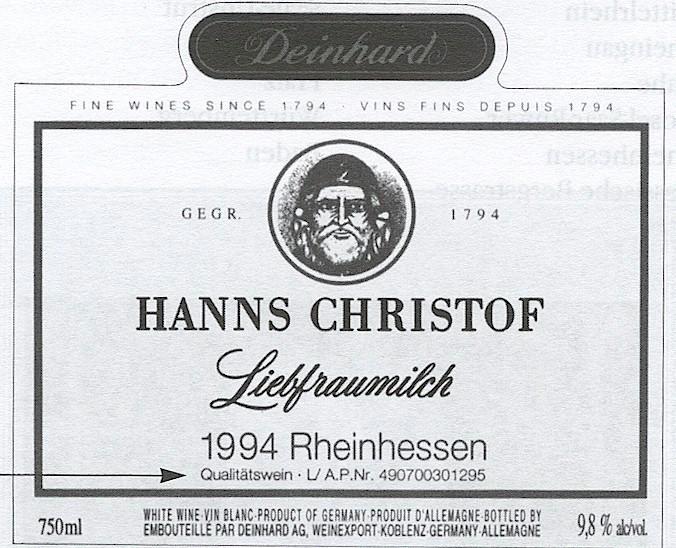 Deinhard
FINE WINES SINCE 1794 · VINS FINS DEPUIS 1794
GEGR. 1794
HANNS CHRISTOF
Liebfraumilch
1994 Rheinhessen
Qualitätswein · L/ A.P.Nr. 490700301295
750ml
WHITE WINE·VIN BLANC·PRODUCT OF GERMANY·PRODUIT D'ALLEMAGNE·BOTTLED BY
EMBOUTEILLÉ PAR DEINHARD AG, WEINEXPORT·KOBLENZ·GERMANY·ALLEMAGNE
9,8 % alc/vol.